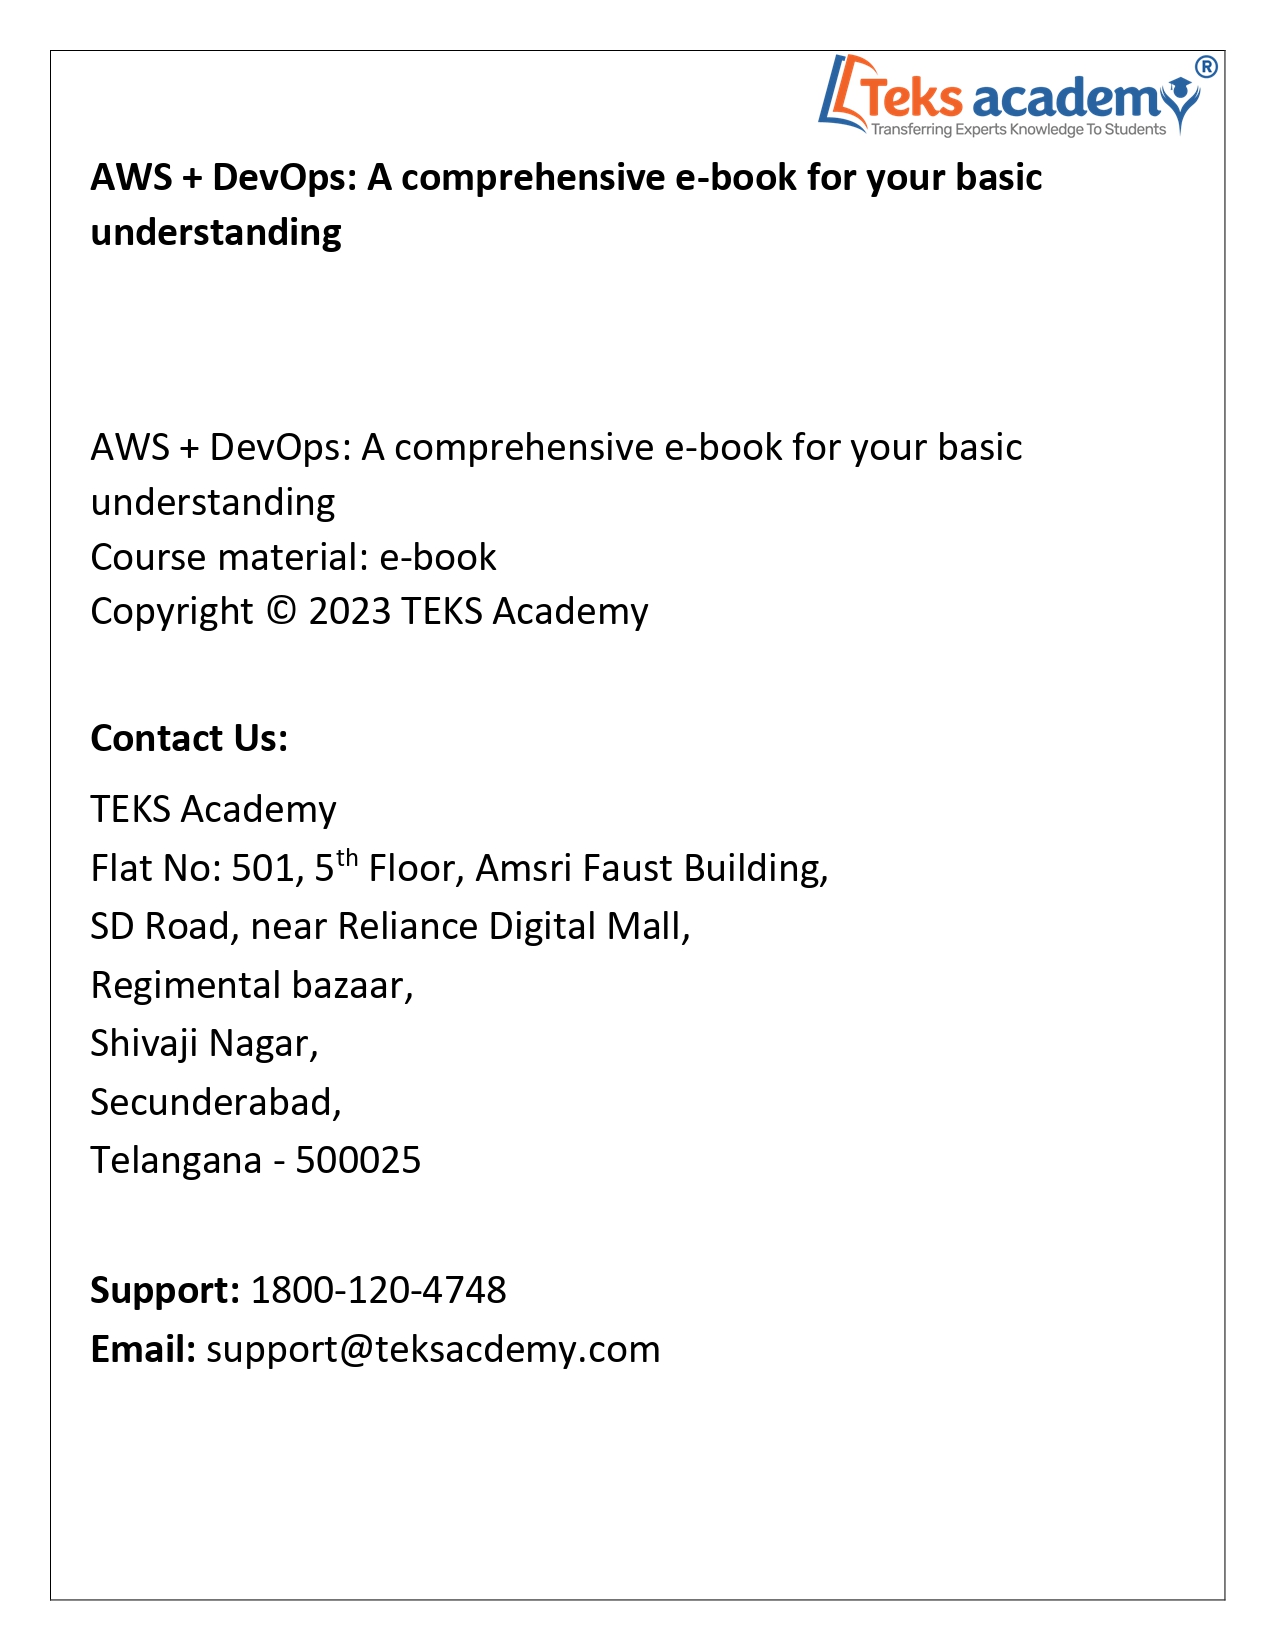 Teks academy ®
Transferring Experts Knowledge To Students
AWS + DevOps: A comprehensive e-book for your basic
understanding
AWS + DevOps: A comprehensive e-book for your basic
understanding
Course material: e-book
Copyright © 2023 TEKS Academy
Contact Us:
TEKS Academy
Flat No: 501, 5th Floor, Amsri Faust Building,
SD Road, near Reliance Digital Mall,
Regimental bazaar,
Shivaji Nagar,
Secunderabad,
Telangana - 500025
Support: 1800-120-4748
Email: support@teksacdemy.com